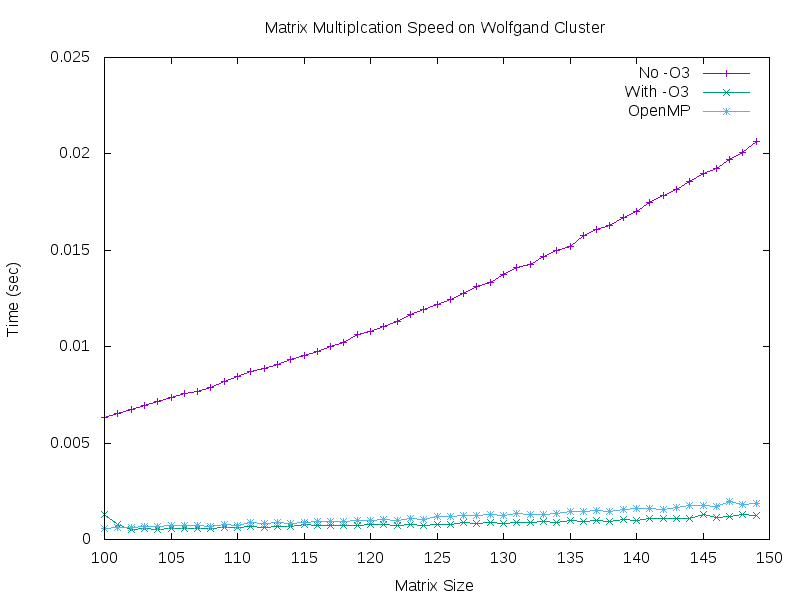 Matrix Multiplcation Speed on Wolfgand Cluster
0.025
No -O3
With -O3
OpenMP
0.02
0.015
Time (sec)
0.01
0.005
0
100 105 110 115 120 125 130 135 140 145 150
Matrix Size